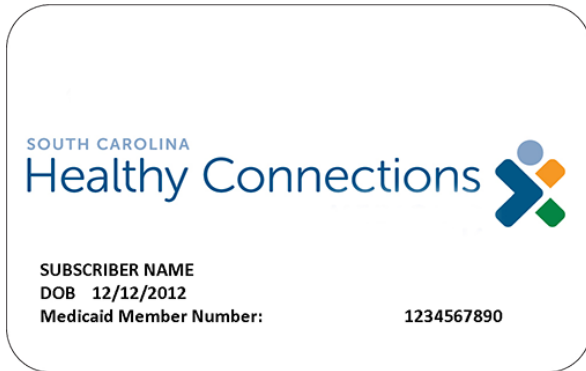 SOUTH CAROLINA
Healthy Connections
SUBSCRIBER NAME
DOB 12/12/2012
Medicaid Member Number: 1234567890